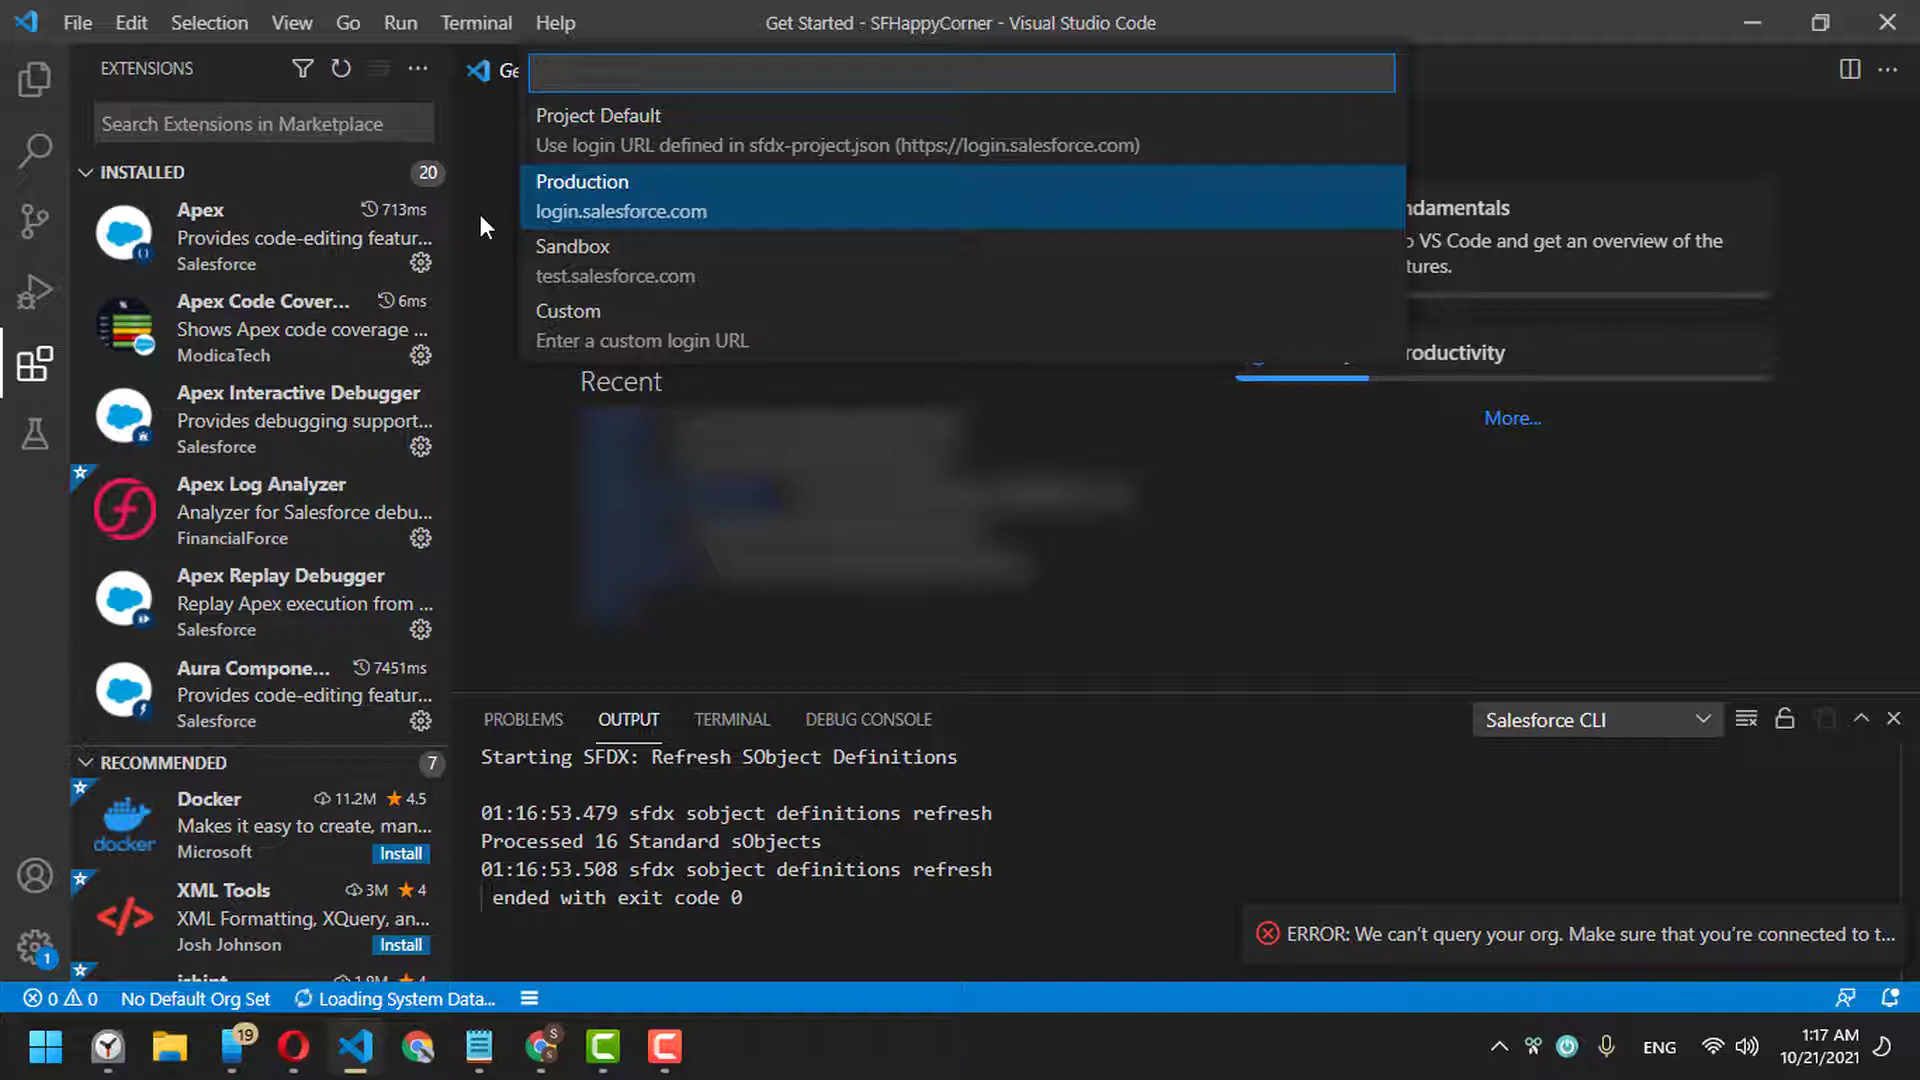 File Edit Selection View Go Run Terminal Help
Get Started - SFHappyCorner - Visual Studio Code
EXTENSIONS
Search Extensions in Marketplace
INSTALLED 20
Apex 713ms
Provides code-editing featur...
Salesforce
Apex Code Cover... 6ms
Shows Apex code coverage ...
ModicaTech
Apex Interactive Debugger
Provides debugging support...
Salesforce
Apex Log Analyzer
Analyzer for Salesforce debu...
FinancialForce
Apex Replay Debugger
Replay Apex execution from ...
Salesforce
Aura Compone... 7451ms
Provides code-editing featur...
Salesforce
RECOMMENDED 7
Docker 11.2M 4.5
Makes it easy to create, man...
docker
Microsoft Install
XML Tools 3M 4
XML Formatting, XQuery, an...
Josh Johnson Install
Ge
Project Default
Use login URL defined in sfdx-project.json (https://login.salesforce.com)
Production
login.salesforce.com
Sandbox
test.salesforce.com
Custom
Enter a custom login URL
ndamentals
o VS Code and get an overview of the
tures.
roductivity
More...
Recent
PROBLEMS OUTPUT TERMINAL DEBUG CONSOLE
Salesforce CLI
Starting SFDX: Refresh SObject Definitions
01:16:53.479 sfdx sobject definitions refresh
Processed 16 Standard sObjects
01:16:53.508 sfdx sobject definitions refresh
ended with exit code 0
ERROR: We can't query your org. Make sure that you're connected to t...
1
0 0 No Default Org Set Loading System Data...
19
S
S
ENG
1:17 AM
10/21/2021